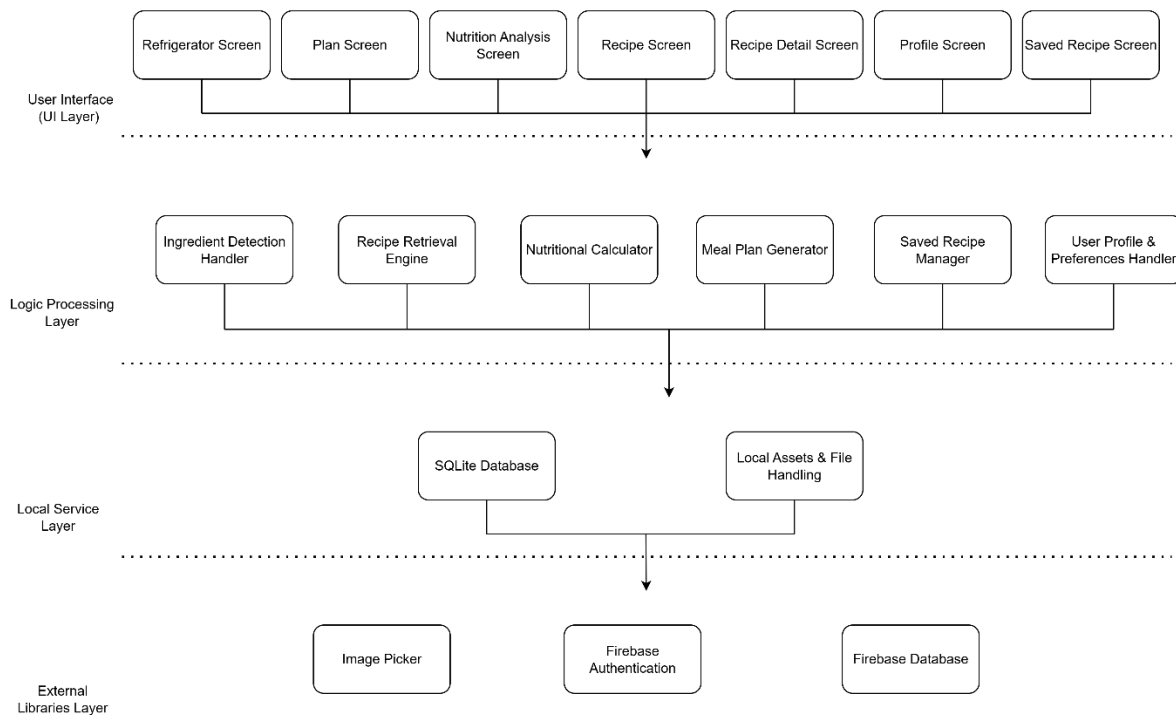 Refrigerator Screen
Plan Screen
Nutrition Analysis
Screen
Recipe Screen
Recipe Detail Screen
Profile Screen
Saved Recipe Screen
User Interface
(UI Layer)
Ingredient Detection
Handler
Recipe Retrieval
Engine
Nutritional Calculator
Meal Plan Generator
Saved Recipe
Manager
User Profile &
Preferences Handler
Logic Processing
Layer
SQLite Database
Local Assets & File
Handling
Local Service
Layer
Image Picker
Firebase
Authentication
Firebase Database
External
Libraries Layer